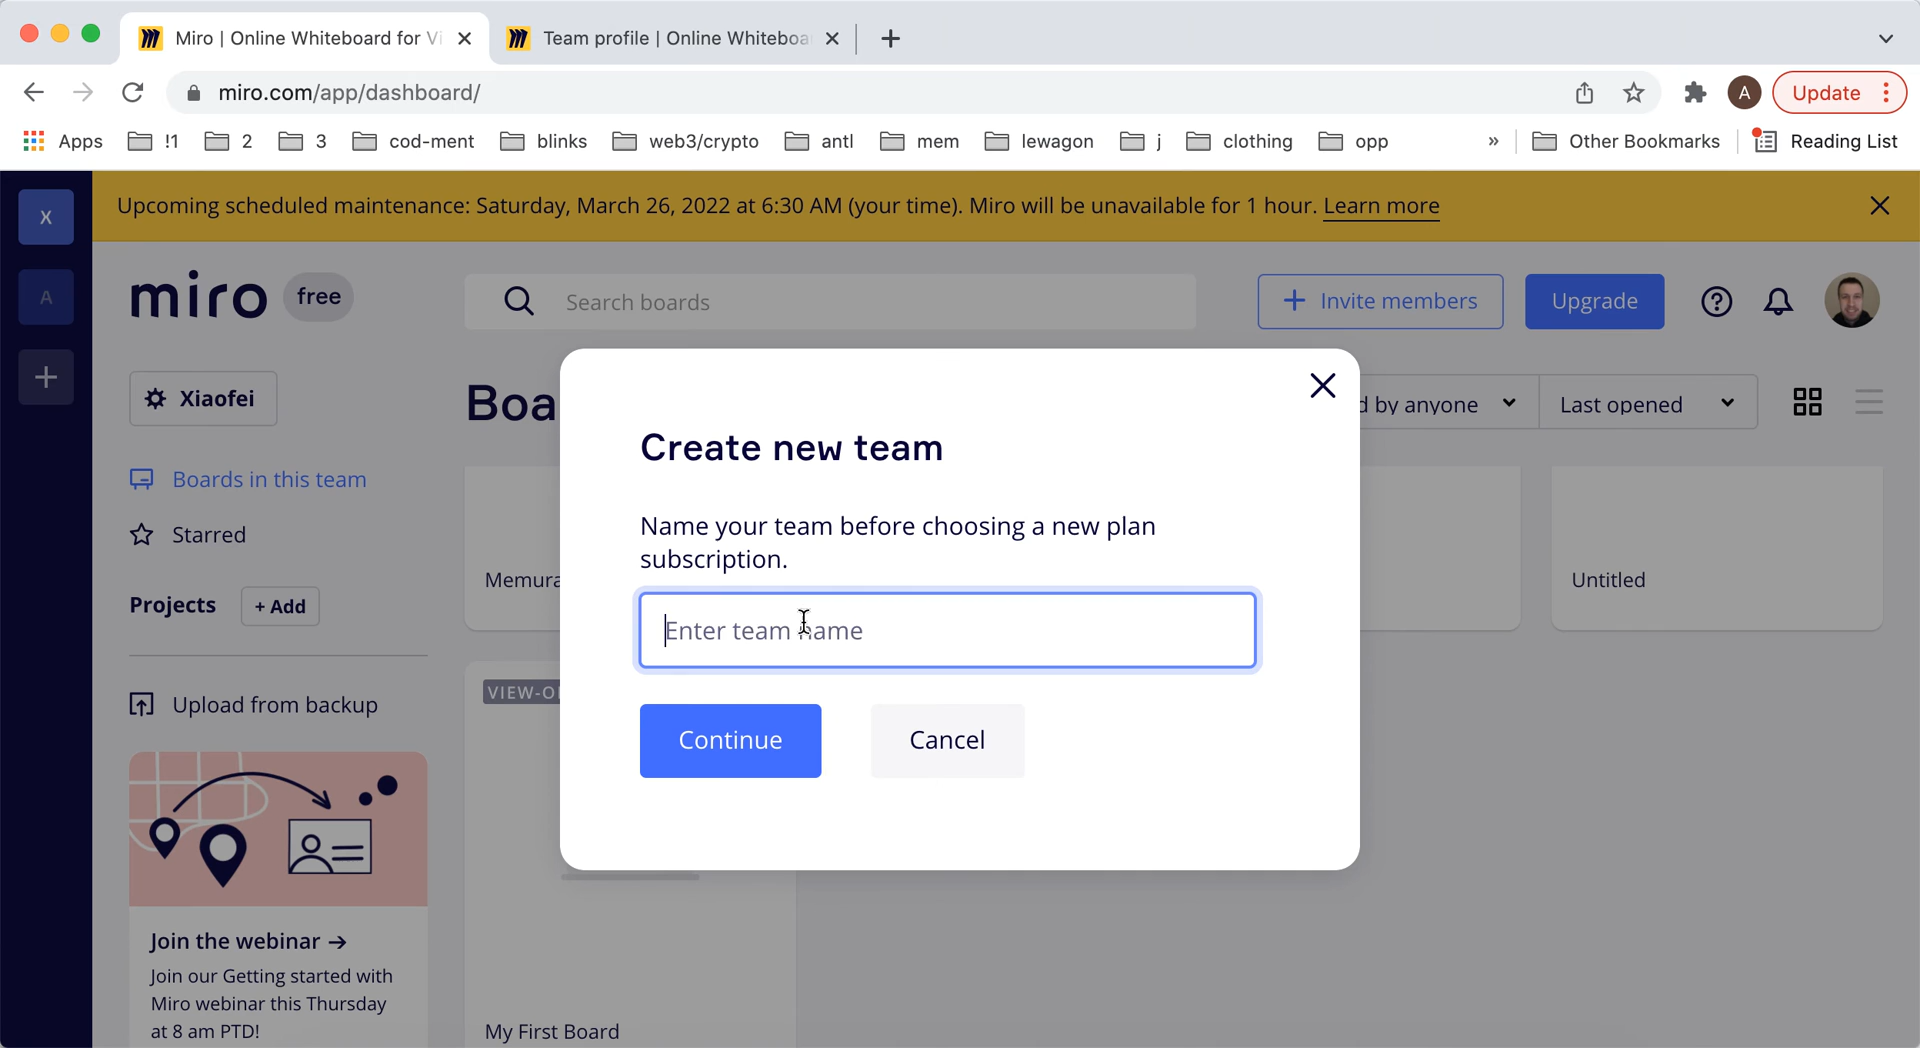 Miro | Online Whiteboard for Vi
Team profile | Online Whiteboa
miro.com/app/dashboard/
A
Update
Apps
!1
2
3
cod-ment
blinks
web3/crypto
antl
mem
lewagon
j
clothing
opp
»
Other Bookmarks
Reading List
X
Upcoming scheduled maintenance: Saturday, March 26, 2022 at 6:30 AM (your time). Miro will be unavailable for 1 hour. Learn more
A
miro
free
Search boards
+ Invite members
Upgrade
Xiaofei
Boa
d by anyone
Last opened
Create new team
Boards in this team
Starred
Name your team before choosing a new plan
subscription.
Memura
Untitled
Projects
+ Add
Enter team name
Upload from backup
VIEW-O
Continue
Cancel
Join the webinar →
Join our Getting started with
Miro webinar this Thursday
at 8 am PTD!
My First Board